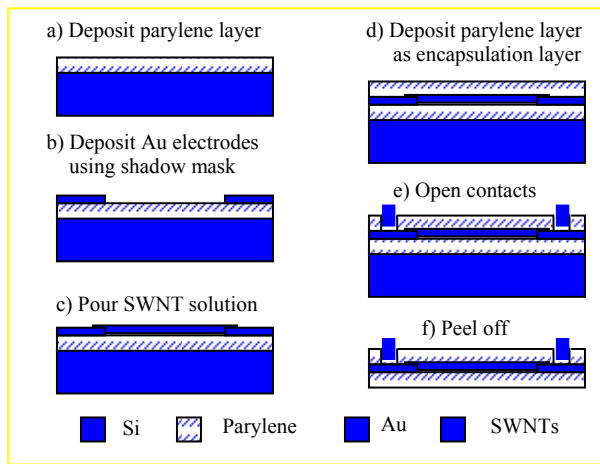 a) Deposit parylene layer
b) Deposit Au electrodes
using shadow mask
c) Pour SWNT solution
d) Deposit parylene layer
as encapsulation layer
e) Open contacts
f) Peel off
Si
Parylene
Au
SWNTs